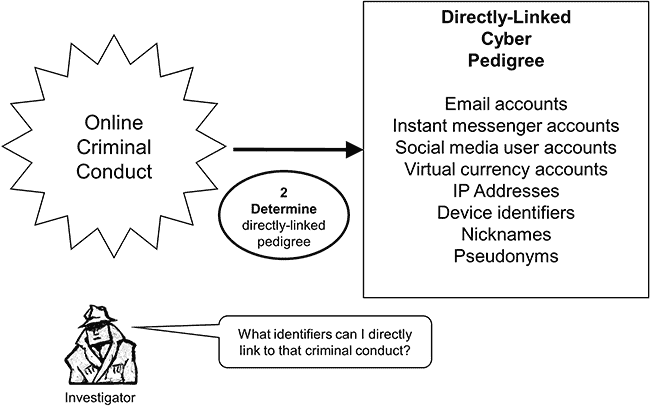 Directly-Linked
Cyber
Pedigree
Online
Criminal
Conduct
Email accounts
Instant messenger accounts
Social media user accounts
Virtual currency accounts
IP Addresses
Device identifiers
Nicknames
Pseudonyms
2
Determine
directly-linked
pedigree
What identifiers can I directly
link to that criminal conduct?
Investigator